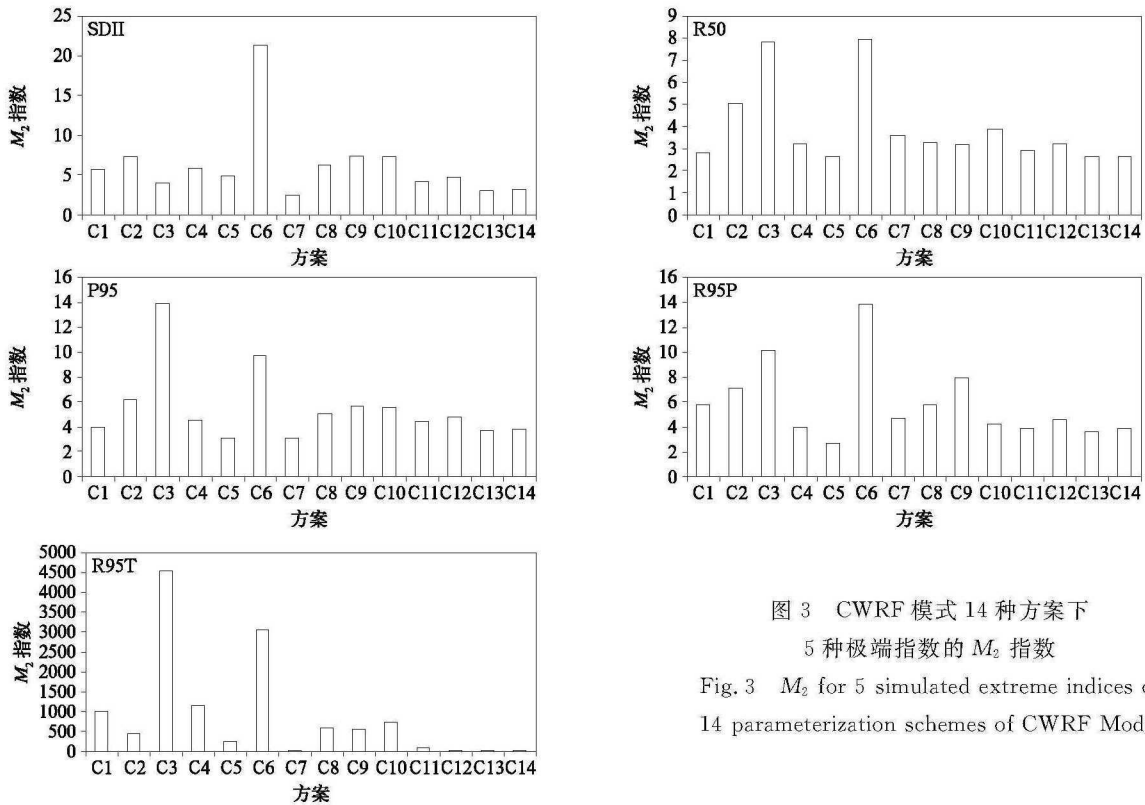 SDII
25
20
15
10
5
0
M₂ 指数
C1 C2 C3 C4 C5 C6 C7 C8 C9 C10 C11 C12 C13 C14
方案
R50
9
8
7
6
5
4
3
2
1
0
M₂ 指数
C1 C2 C3 C4 C5 C6 C7 C8 C9 C10 C11 C12 C13 C14
方案
P95
16
14
12
10
8
6
4
2
0
M₂ 指数
C1 C2 C3 C4 C5 C6 C7 C8 C9 C10 C11 C12 C13 C14
方案
R95P
16
14
12
10
8
6
4
2
0
M₂ 指数
C1 C2 C3 C4 C5 C6 C7 C8 C9 C10 C11 C12 C13 C14
方案
R95T
5000
4500
4000
3500
3000
2500
2000
1500
1000
500
0
M₂ 指数
C1 C2 C3 C4 C5 C6 C7 C8 C9 C10 C11 C12 C13 C14
方案
图 3 CWRF 模式 14 种方案下
5 种极端指数的 M₂ 指数
Fig. 3 M₂ for 5 simulated extreme indices
14 parameterization schemes of CWRF Mod